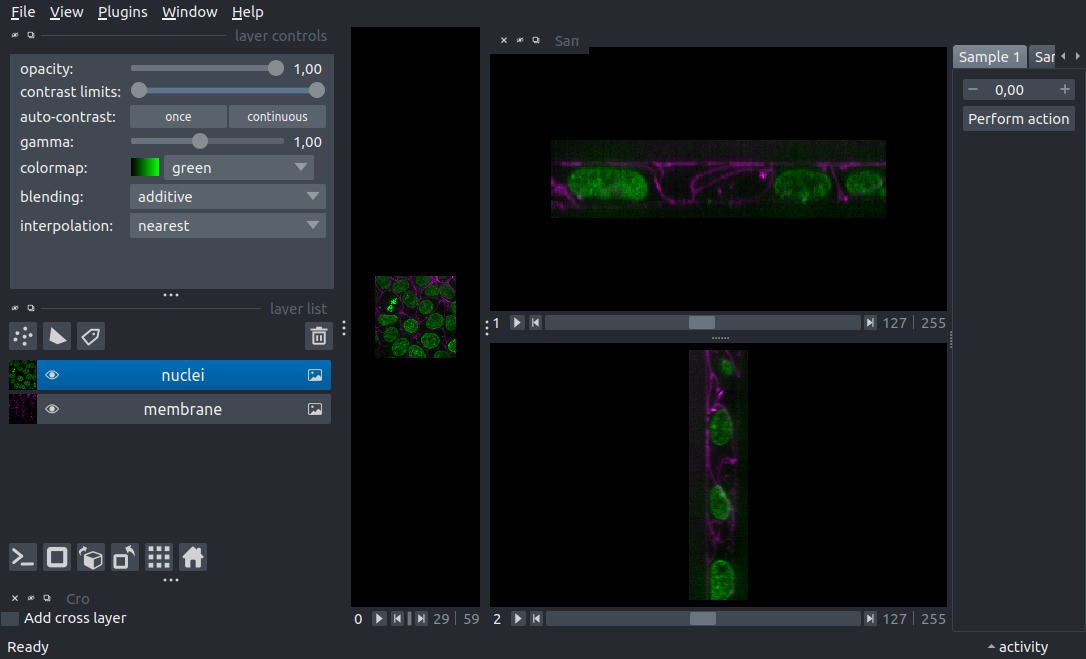 File View Plugins Window Help
layer controls
opacity: 1,00
contrast limits:
auto-contrast: once continuous
gamma: 1,00
colormap: green
blending: additive
interpolation: nearest
layer list
nuclei
membrane
Cro
Add cross layer
Ready
0 29 59
1 127 255
2 127 255
Sample 1
0,00
Perform action
activity